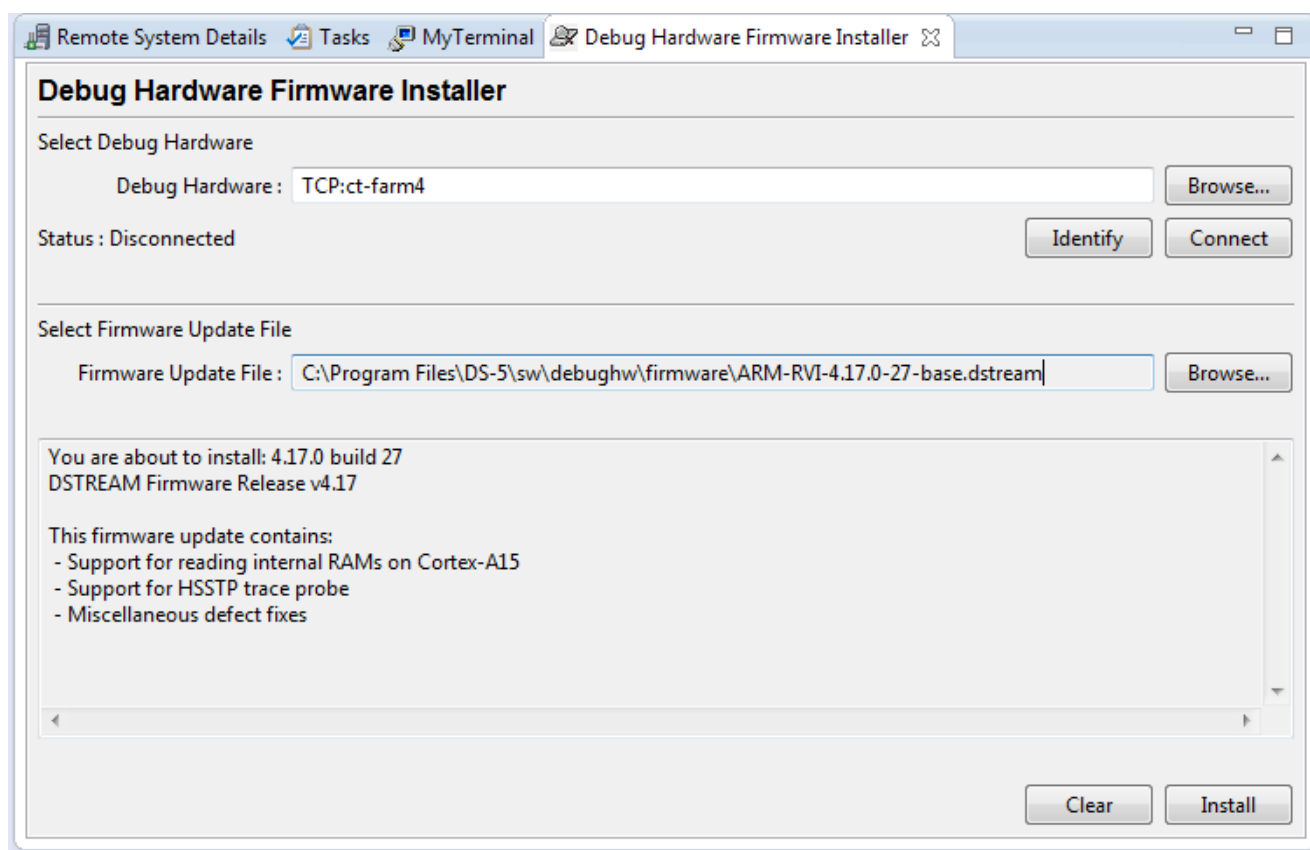 Remote System Details Tasks MyTerminal Debug Hardware Firmware Installer
Debug Hardware Firmware Installer
Select Debug Hardware
Debug Hardware : TCP:ct-farm4 Browse...
Status : Disconnected Identify Connect
Select Firmware Update File
Firmware Update File : C:\Program Files\DS-5\sw\debughw\firmware\ARM-RVI-4.17.0-27-base.dstream Browse...
You are about to install: 4.17.0 build 27
DSTREAM Firmware Release v4.17
This firmware update contains:
- Support for reading internal RAMs on Cortex-A15
- Support for HSSTP trace probe
- Miscellaneous defect fixes
Clear Install